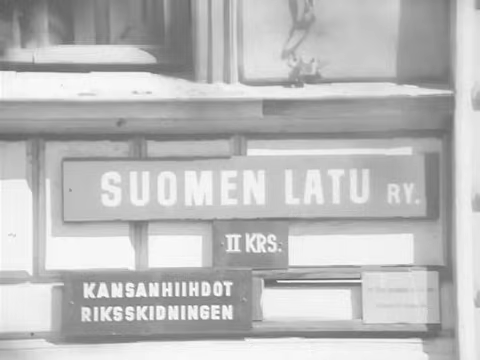 SUOMEN LATU RY.
II KRS.
KANSANHIIHDOT
RIKSSKIDNINGEN